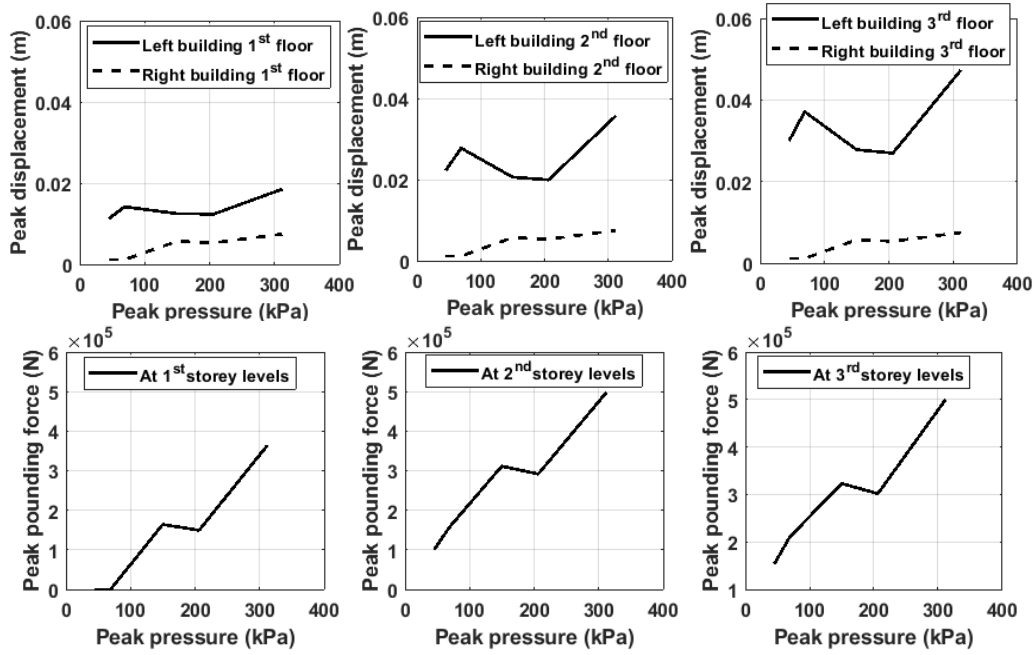 0.06
0.04
0.02
0
Peak displacement (m)
Left building 1st floor
Right building 1st floor
0 100 200 300 400
Peak pressure (kPa)
0.06
0.04
0.02
0
Peak displacement (m)
Left building 2nd floor
Right building 2nd floor
0 100 200 300 400
Peak pressure (kPa)
0.06
0.04
0.02
0
Peak displacement (m)
Left building 3rd floor
Right building 3rd floor
0 100 200 300 400
Peak pressure (kPa)
×10^5
6
5
4
3
2
1
0
Peak pounding force (N)
At 1st storey levels
0 100 200 300 400
Peak pressure (kPa)
×10^5
6
5
4
3
2
1
0
Peak pounding force (N)
At 2nd storey levels
0 100 200 300 400
Peak pressure (kPa)
×10^5
6
5
4
3
2
1
Peak pounding force (N)
At 3rd storey levels
0 100 200 300 400
Peak pressure (kPa)